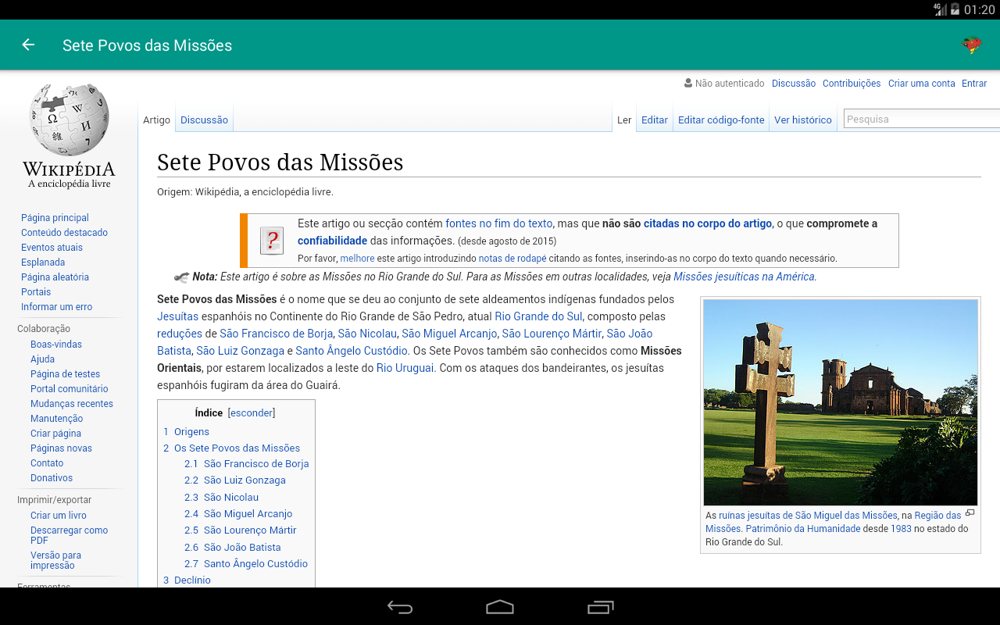 4G 01:20
Sete Povos das Missões
Não autenticado Discussão Contribuições Criar uma conta Entrar
Artigo Discussão Ler Editar Editar código-fonte Ver histórico Pesquisa
WIKIPÉDIA
A enciclopédia livre
Página principal
Conteúdo destacado
Eventos atuais
Esplanada
Página aleatória
Portais
Informar um erro
Colaboração
Boas-vindas
Ajuda
Página de testes
Portal comunitário
Mudanças recentes
Manutenção
Criar página
Páginas novas
Contato
Donativos
Imprimir/exportar
Criar um livro
Descarregar como
PDF
Versão para
impressão
Ferramentas
Sete Povos das Missões
Origem: Wikipédia, a enciclopédia livre.
Este artigo ou secção contém fontes no fim do texto, mas que não são citadas no corpo do artigo, o que compromete a
confiabilidade das informações. (desde agosto de 2015)
Por favor, melhore este artigo introduzindo notas de rodapé citando as fontes, inserindo-as no corpo do texto quando necessário.
Nota: Este artigo é sobre as Missões no Rio Grande do Sul. Para as Missões em outras localidades, veja Missões jesuíticas na América.
Sete Povos das Missões é o nome que se deu ao conjunto de sete aldeamentos indígenas fundados pelos
Jesuítas espanhóis no Continente do Rio Grande de São Pedro, atual Rio Grande do Sul, composto pelas
reduções de São Francisco de Borja, São Nicolau, São Miguel Arcanjo, São Lourenço Mártir, São João
Batista, São Luiz Gonzaga e Santo Ângelo Custódio. Os Sete Povos também são conhecidos como Missões
Orientais, por estarem localizados a leste do Rio Uruguai. Com os ataques dos bandeirantes, os jesuítas
espanhóis fugiram da área do Guairá.
Índice [esconder]
1 Origens
2 Os Sete Povos das Missões
2.1 São Francisco de Borja
2.2 São Luiz Gonzaga
2.3 São Nicolau
2.4 São Miguel Arcanjo
2.5 São Lourenço Mártir
2.6 São João Batista
2.7 Santo Ângelo Custódio
3 Declínio
As ruínas jesuítas de São Miguel das Missões, na Região das
Missões. Patrimônio da Humanidade desde 1983 no estado do
Rio Grande do Sul.